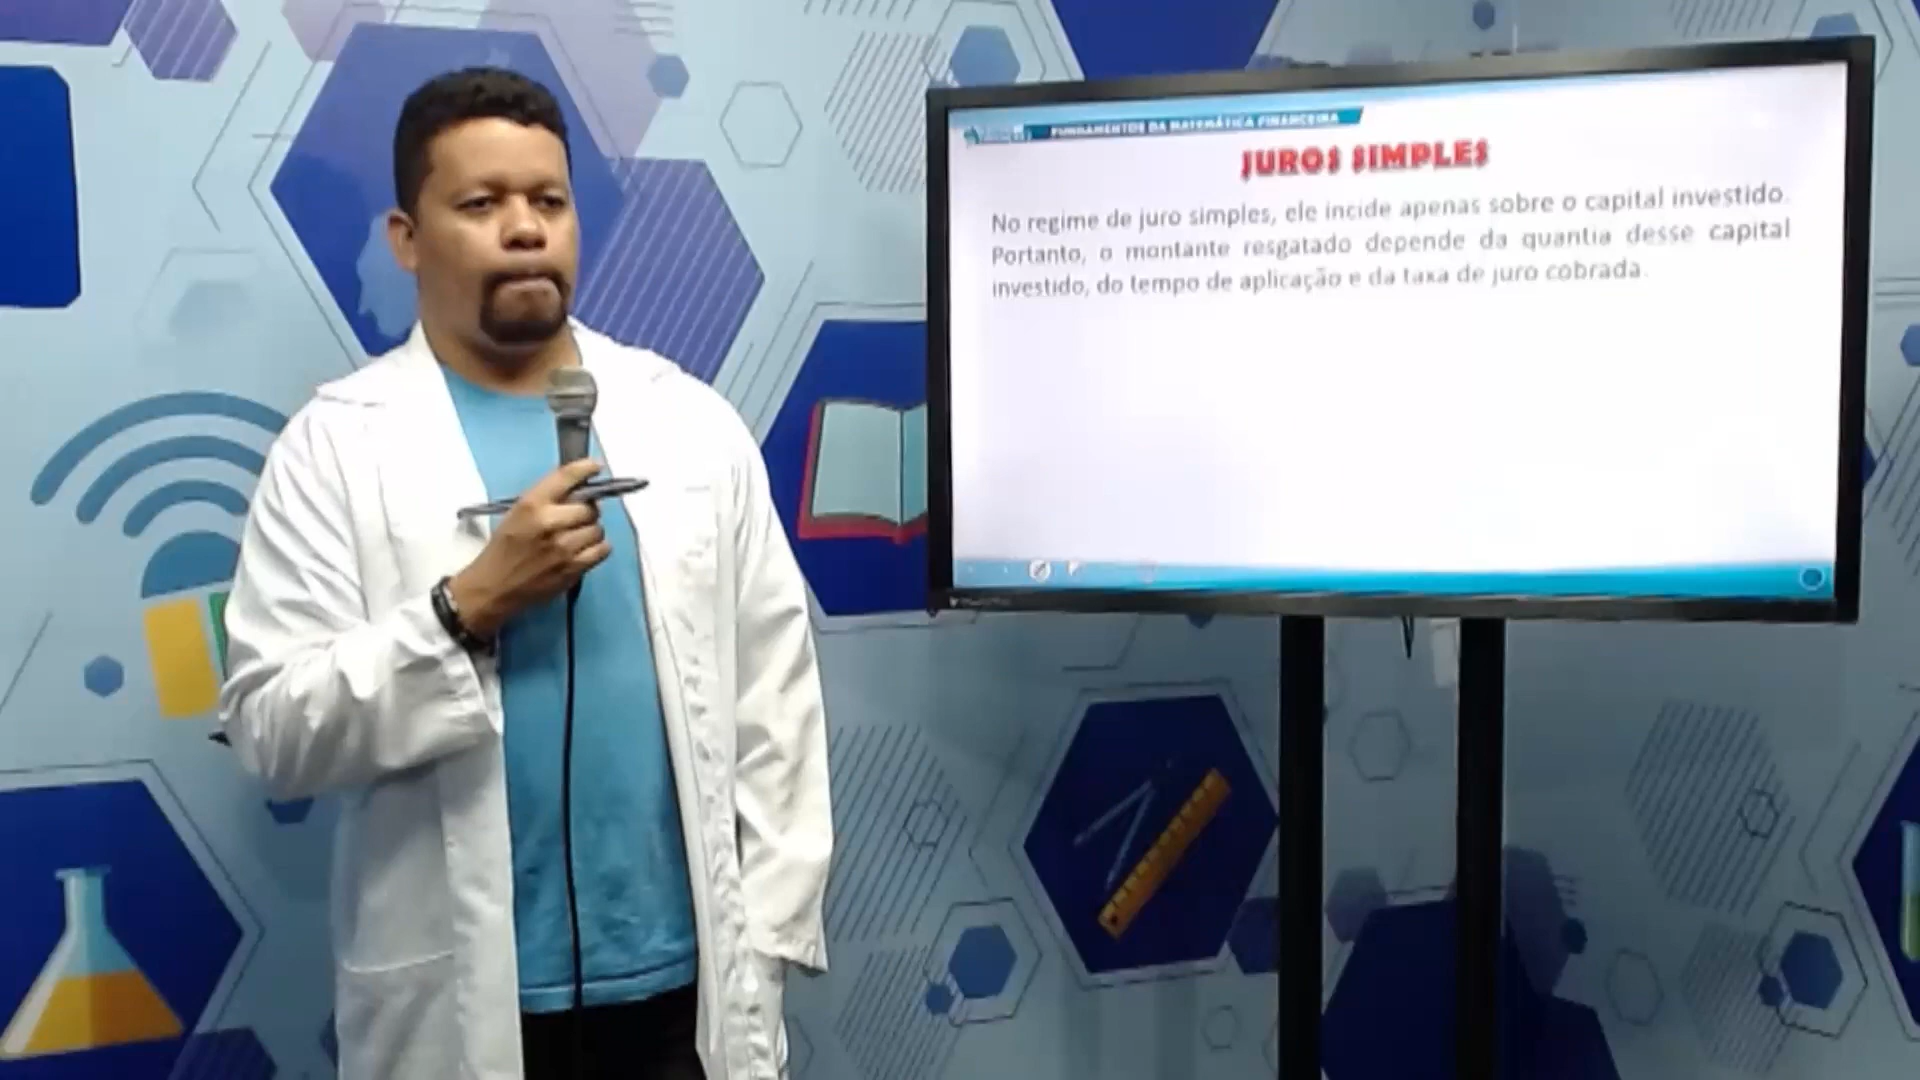 FUNDAMENTOS DA MATEMÁTICA FINANCEIRA
JUROS SIMPLES
No regime de juro simples, ele incide apenas sobre o capital investido.
Portanto, o montante resgatado depende da quantia desse capital
investido, do tempo de aplicação e da taxa de juro cobrada.